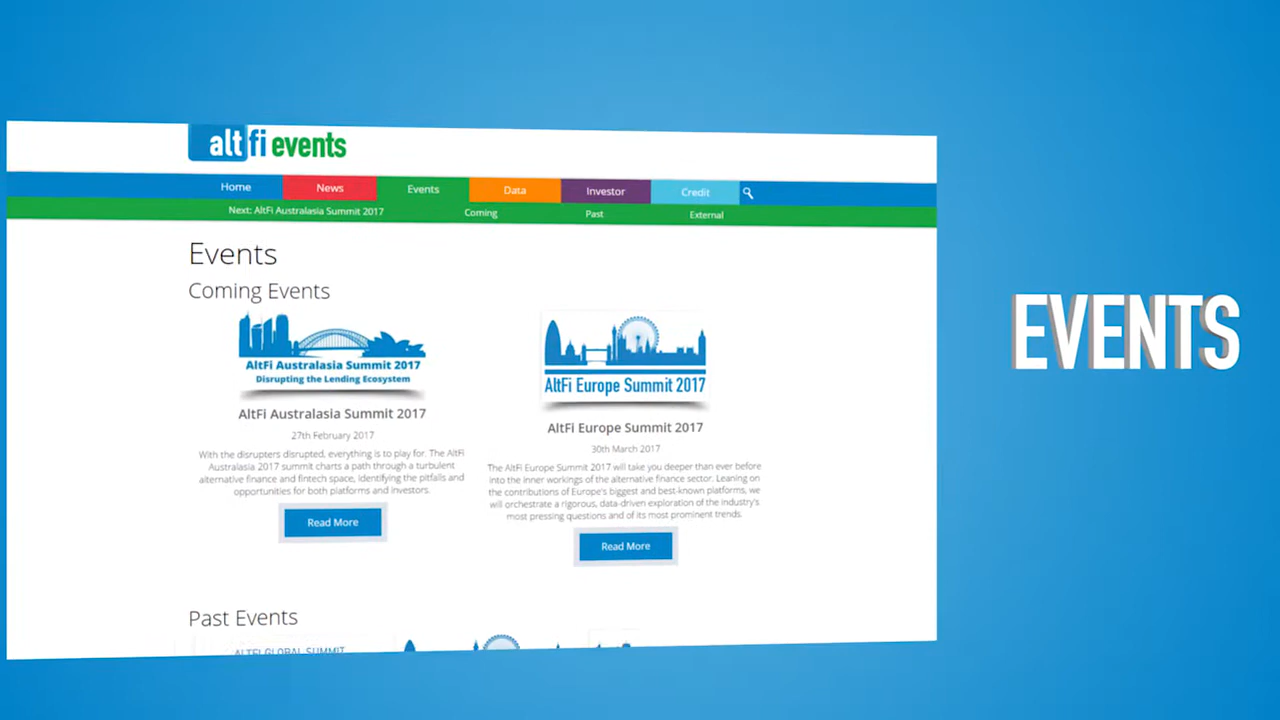 altfi events
Home News Events Data Investor Credit
Next: AltFi Australasia Summit 2017 Coming Past External
Events
Coming Events
AltFi Australasia Summit 2017
Disrupting the Lending Ecosystem
AltFi Australasia Summit 2017
27th February 2017
With the disrupters disrupted, everything is to play for. The AltFi
Australasia 2017 summit charts a path through a turbulent
alternative finance and fintech space, identifying the pitfalls and
opportunities for both platforms and investors.
Read More
AltFi Europe Summit 2017
AltFi Europe Summit 2017
30th March 2017
The AltFi Europe Summit 2017 will take you deeper than ever before
into the inner workings of the alternative finance sector. Leaning on
the contributions of Europe's biggest and best-known platforms, we
will orchestrate a rigorous, data-driven exploration of the industry's
most pressing questions and of its most prominent trends.
Read More
Past Events
ALTFI GLOBAL SUMMIT
EVENTS